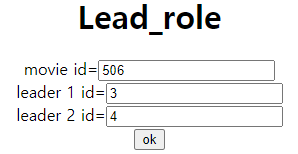 Lead_role
movie id=506
leader 1 id=3
leader 2 id=4
ok